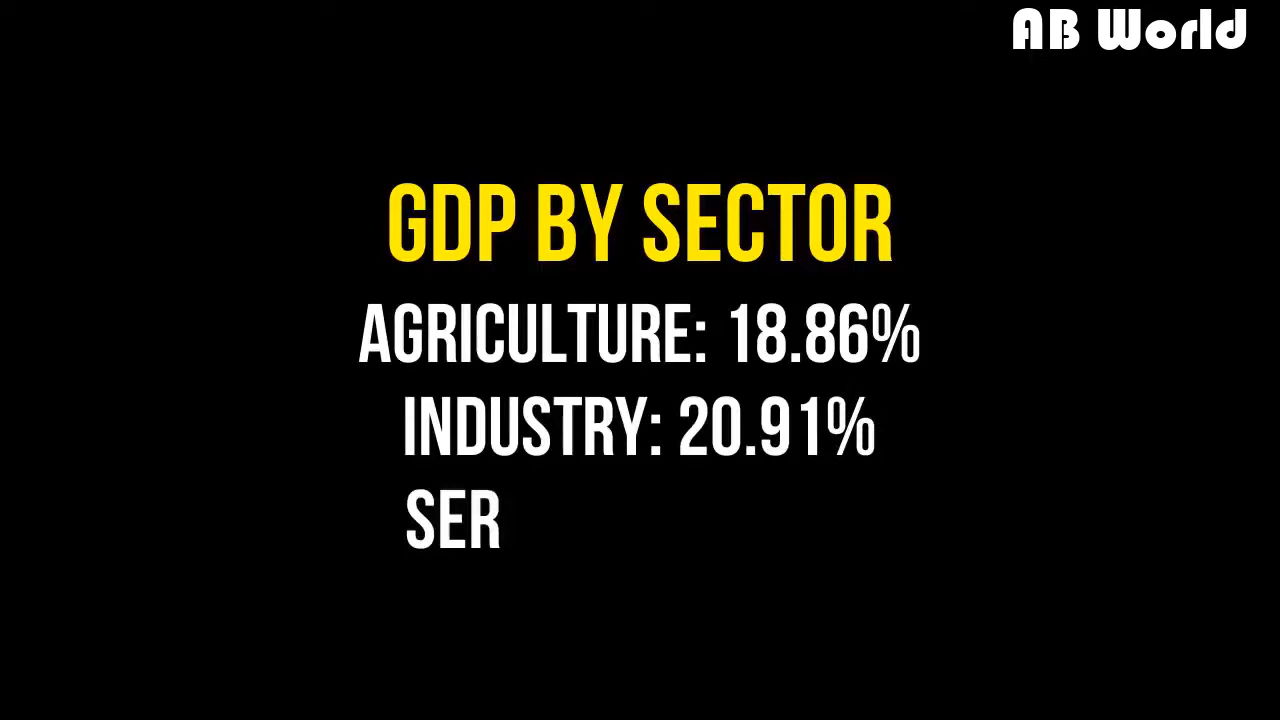 AB World
GDP BY SECTOR
AGRICULTURE: 18.86%
INDUSTRY: 20.91%
SER